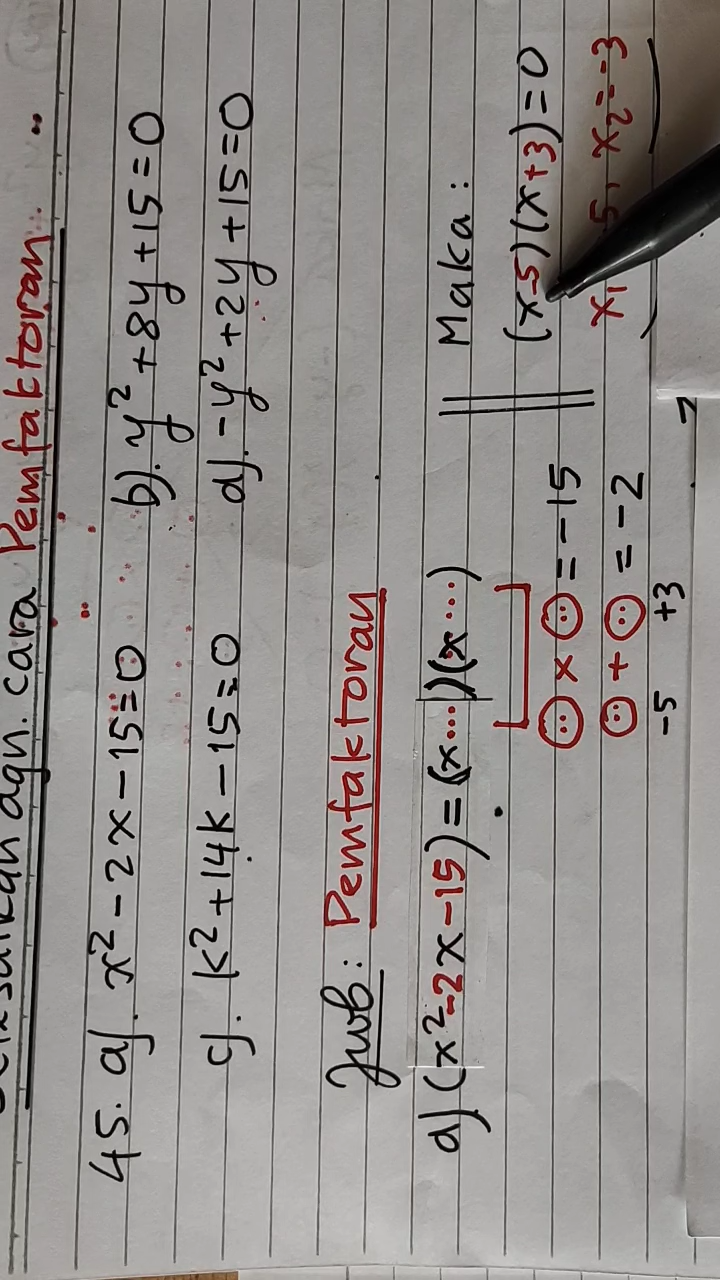 dgn. cara Pemfaktoran..
45. a). x² - 2x - 15 = 0 b). y² + 8y + 15 = 0
c). k² + 14k - 15 = 0 d). -y² + 2y + 15 = 0
Jwb: Pemfaktoran
a) (x² - 2x - 15) = (x ...)(x ...) Maka:
(x-5)(x+3) = 0
x = -15
+ = -2 x₁ 5, x₂ = -3
-5 +3